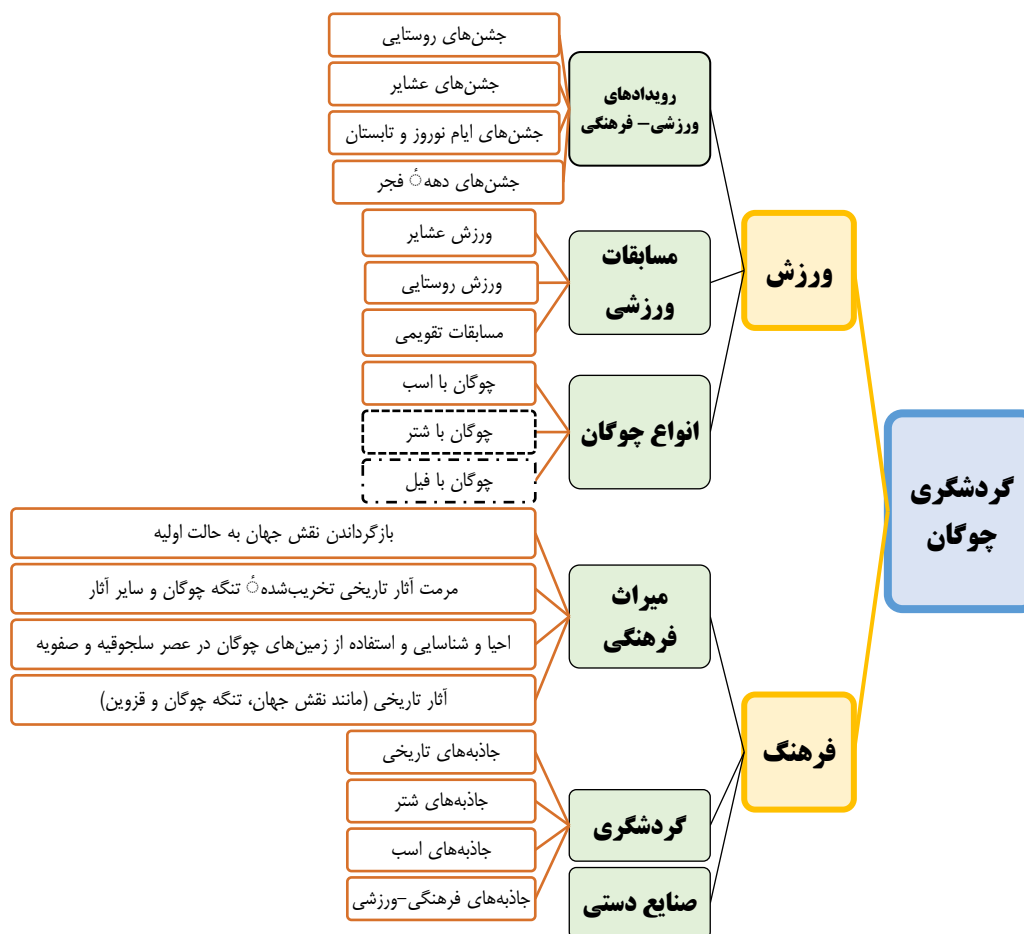 گردشگری
چوگان
ورزش
رویدادهای
ورزشی- فرهنگی
جشن‌های روستایی
جشن‌های عشایر
جشن‌های ایام نوروز و تابستان
جشن‌های دههٔ فجر
مسابقات
ورزشی
ورزش عشایر
ورزش روستایی
مسابقات تقویمی
انواع چوگان
چوگان با اسب
چوگان با شتر
چوگان با فیل
فرهنگ
میراث
فرهنگی
بازگرداندن نقش جهان به حالت اولیه
مرمت آثار تاریخی تخریب‌شدهٔ تنگه چوگان و سایر آثار
احیا و شناسایی و استفاده از زمین‌های چوگان در عصر سلجوقیه و صفویه
آثار تاریخی (مانند نقش جهان، تنگه چوگان و قزوین)
گردشگری
جاذبه‌های تاریخی
جاذبه‌های شتر
جاذبه‌های اسب
جاذبه‌های فرهنگی-ورزشی
صنایع دستی